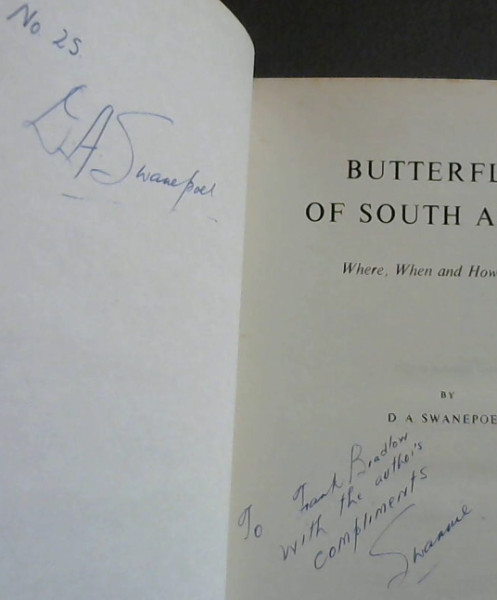 No. 25.
D. A. Swanepoel
BUTTERFL
OF SOUTH A
Where, When and How
BY
D. A. SWANEPOE
To Frank Bradlow
with the author's
compliments